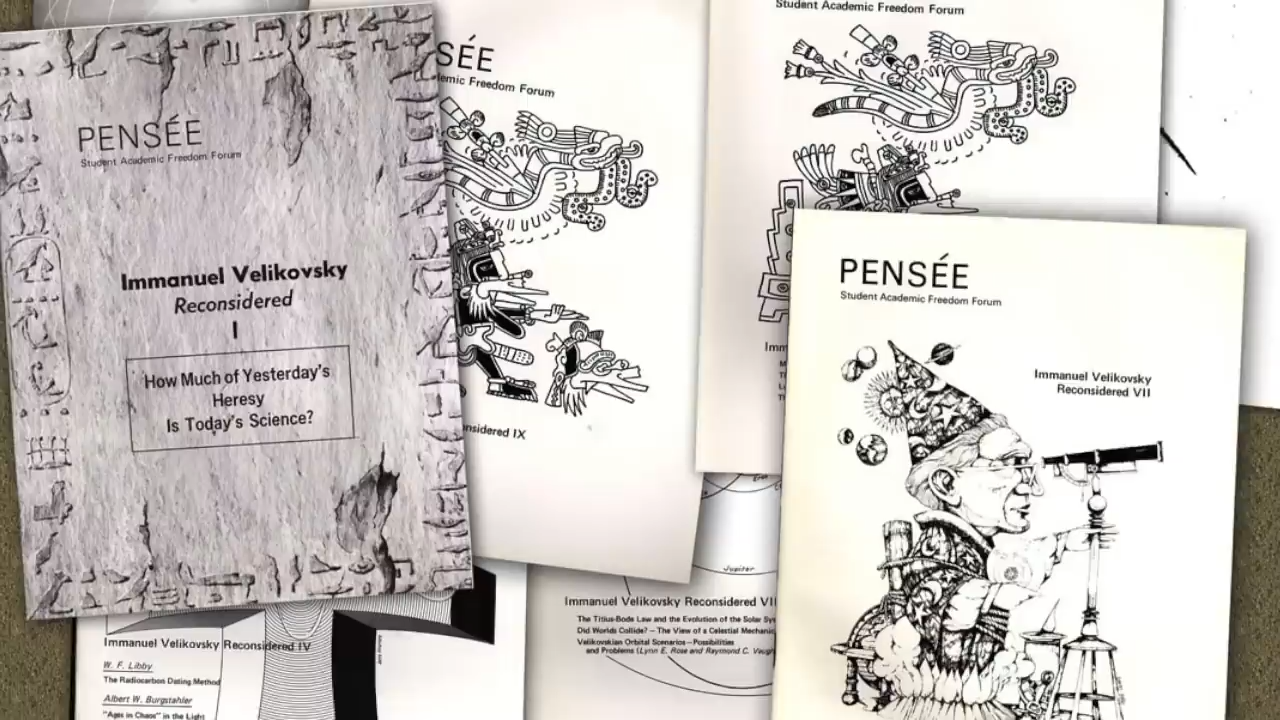 PENSÉE
Student Academic Freedom Forum
Immanuel Velikovsky
Reconsidered
I
How Much of Yesterday's
Heresy
Is Today's Science?
SÉE
emic Freedom Forum
nsidered IX
Student Academic Freedom Forum
Imm
PENSÉE
Student Academic Freedom Forum
Immanuel Velikovsky
Reconsidered VII
Immanuel Velikovsky Reconsidered IV
W. F. Libby
The Radiocarbon Dating Method
Albert W. Burgstahler
"Ages in Chaos" in the Light
Jupiter
Immanuel Velikovsky Reconsidered VII
The Titius-Bode Law and the Evolution of the Solar Sys
Did Worlds Collide? – The View of a Celestial Mechanic
Velikovskian Orbital Scenarios – Possibilities
and Problems (Lynn E. Rose and Raymond C. Vaugh